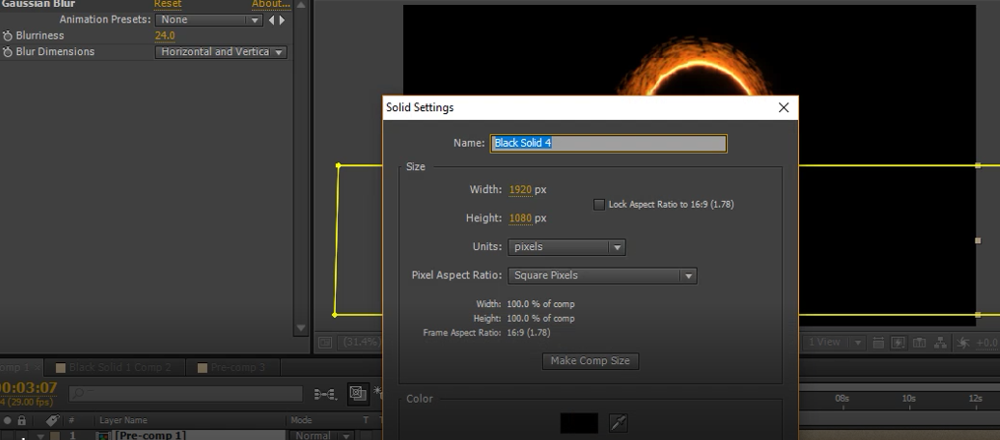 Gaussian Blur Reset About...
Animation Presets: None
Blurriness 24.0
Blur Dimensions Horizontal and Vertica
Solid Settings
Name: Black Solid 4
Size
Width: 1920 px
Lock Aspect Ratio to 16:9 (1.78)
Height: 1080 px
Units: pixels
Pixel Aspect Ratio: Square Pixels
Width: 100.0 % of comp
Height: 100.0 % of comp
Frame Aspect Ratio: 16:9 (1.78)
Make Comp Size
Color
(31.4%) 1 View +0.0
omp 1 Black Solid 1 Comp 2 Pre-comp 3
0:03:07
4 (29.00 fps)
08s 10s 12s
# Layer Name Mode T T
1 [Pre-comp 1] Normal